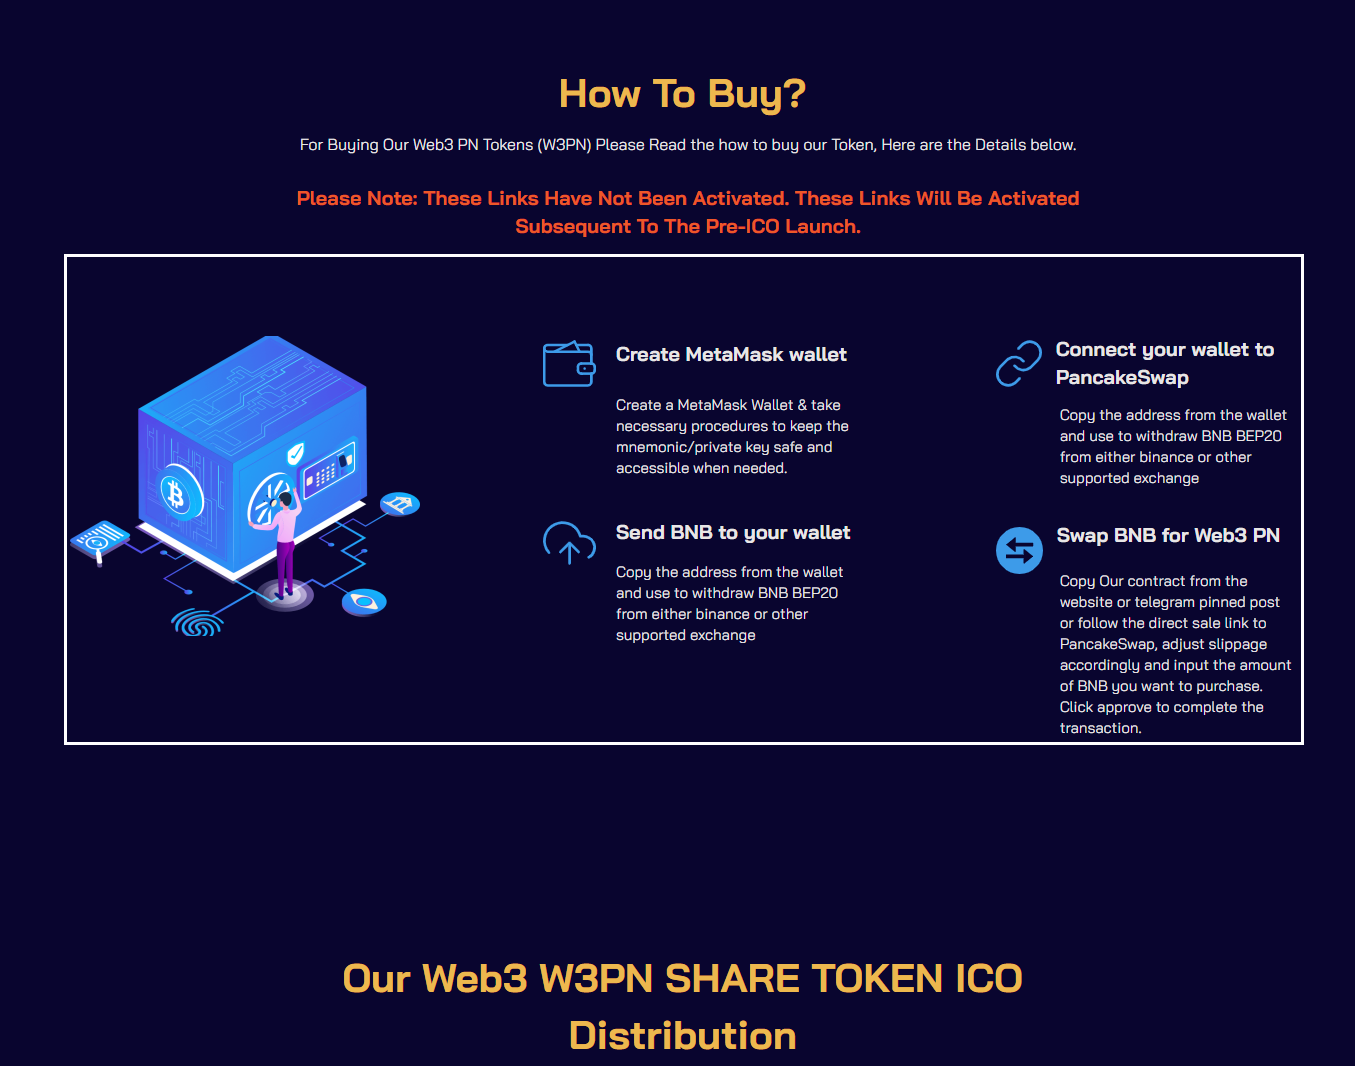 How To Buy?
For Buying Our Web3 PN Tokens (W3PN) Please Read the how to buy our Token, Here are the Details below.
Please Note: These Links Have Not Been Activated. These Links Will Be Activated
Subsequent To The Pre-ICO Launch.
Create MetaMask wallet
Create a MetaMask Wallet & take
necessary procedures to keep the
mnemonic/private key safe and
accessible when needed.
Connect your wallet to
PancakeSwap
Copy the address from the wallet
and use to withdraw BNB BEP20
from either binance or other
supported exchange
Send BNB to your wallet
Copy the address from the wallet
and use to withdraw BNB BEP20
from either binance or other
supported exchange
Swap BNB for Web3 PN
Copy Our contract from the
website or telegram pinned post
or follow the direct sale link to
PancakeSwap, adjust slippage
accordingly and input the amount
of BNB you want to purchase.
Click approve to complete the
transaction.
Our Web3 W3PN SHARE TOKEN ICO
Distribution